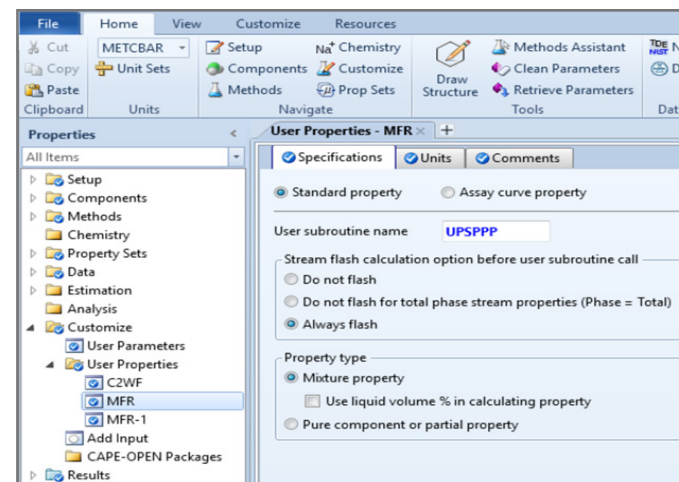 File Home View Customize Resources
Cut METCBAR Setup Na+ Chemistry Methods Assistant TDE NIST N
Copy Unit Sets Components Customize Draw Structure Clean Parameters D
Paste Methods Prop Sets Retrieve Parameters
Clipboard Units Navigate Tools Dat
Properties < User Properties - MFR × +
All Items Specifications Units Comments
Setup
Components
Methods
Chemistry
Property Sets
Data
Estimation
Analysis
Customize
User Parameters
User Properties
C2WF
MFR
MFR-1
Add Input
CAPE-OPEN Packages
Results
Standard property Assay curve property
User subroutine name UPSPPP
Stream flash calculation option before user subroutine call
Do not flash
Do not flash for total phase stream properties (Phase = Total)
Always flash
Property type
Mixture property
Use liquid volume % in calculating property
Pure component or partial property